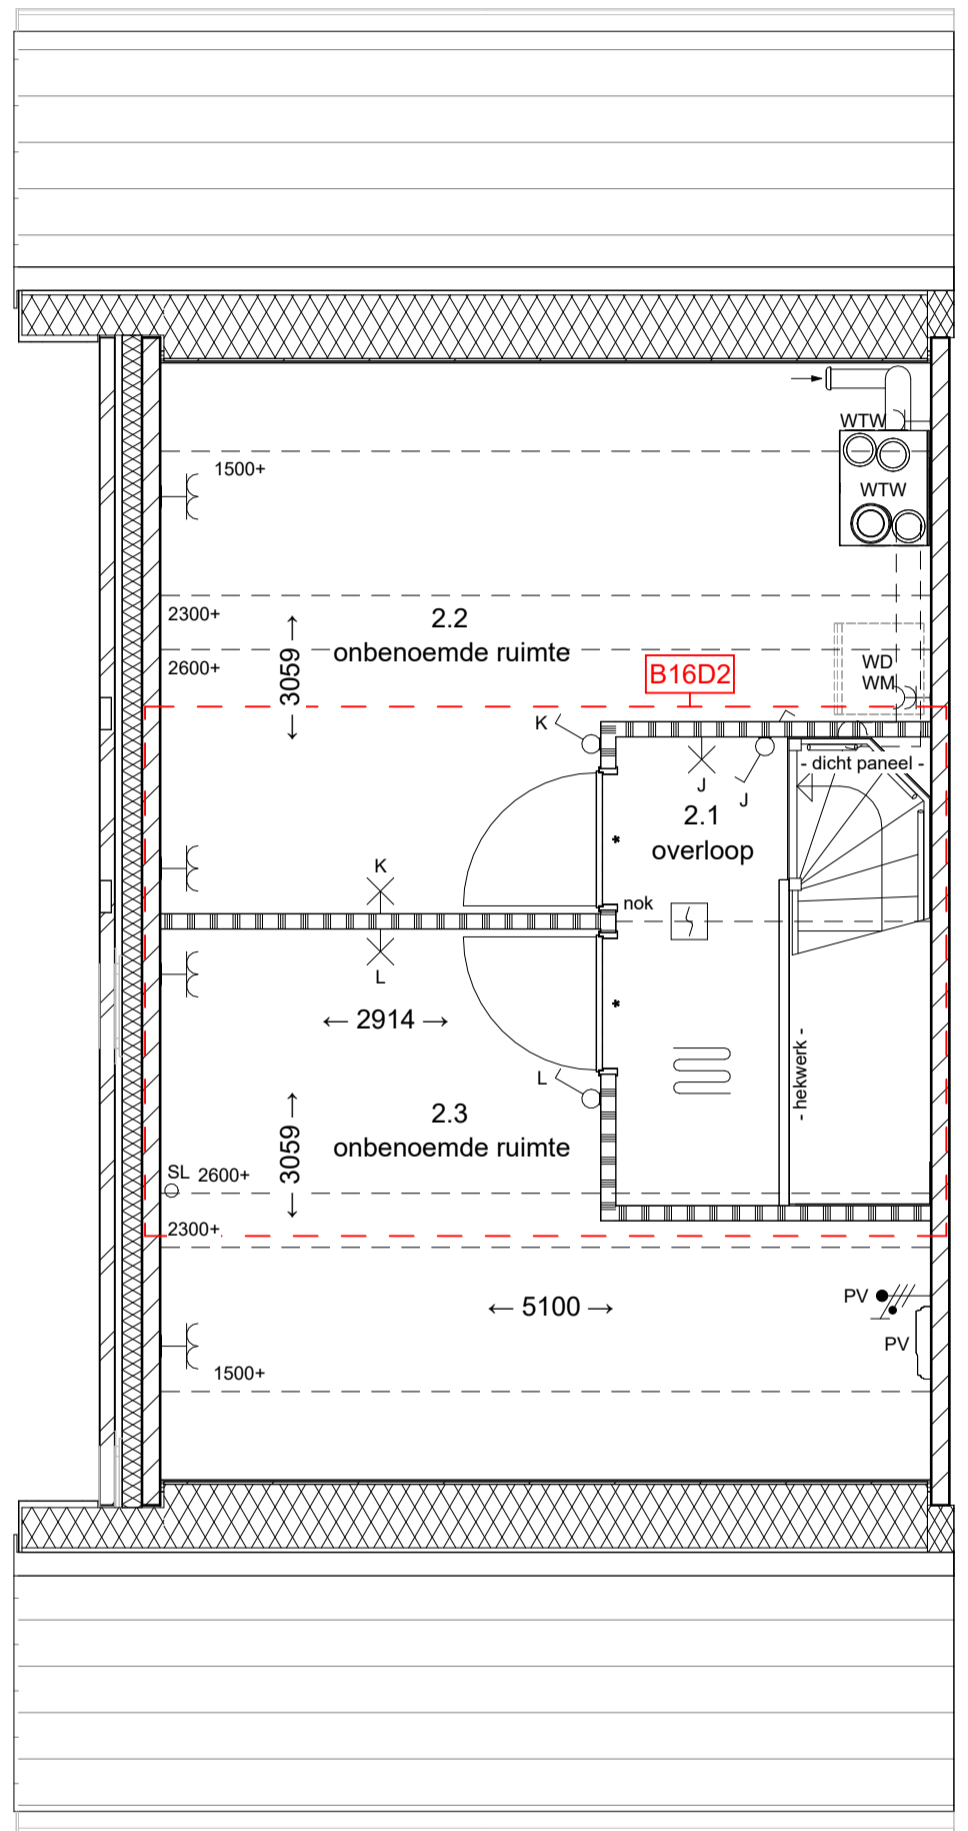 WTW
1500+
WTW
2300+
2.2
3059
onbenoemde ruimte
2600+
WD
WM
B16D2
K
- dicht paneel -
J
J
2.1
overloop
K
nok
L
← 2914 →
- hekwerk -
L
2.3
← 3059 →
onbenoemde ruimte
SL
2600+
2300+
← 5100 →
PV
PV
1500+